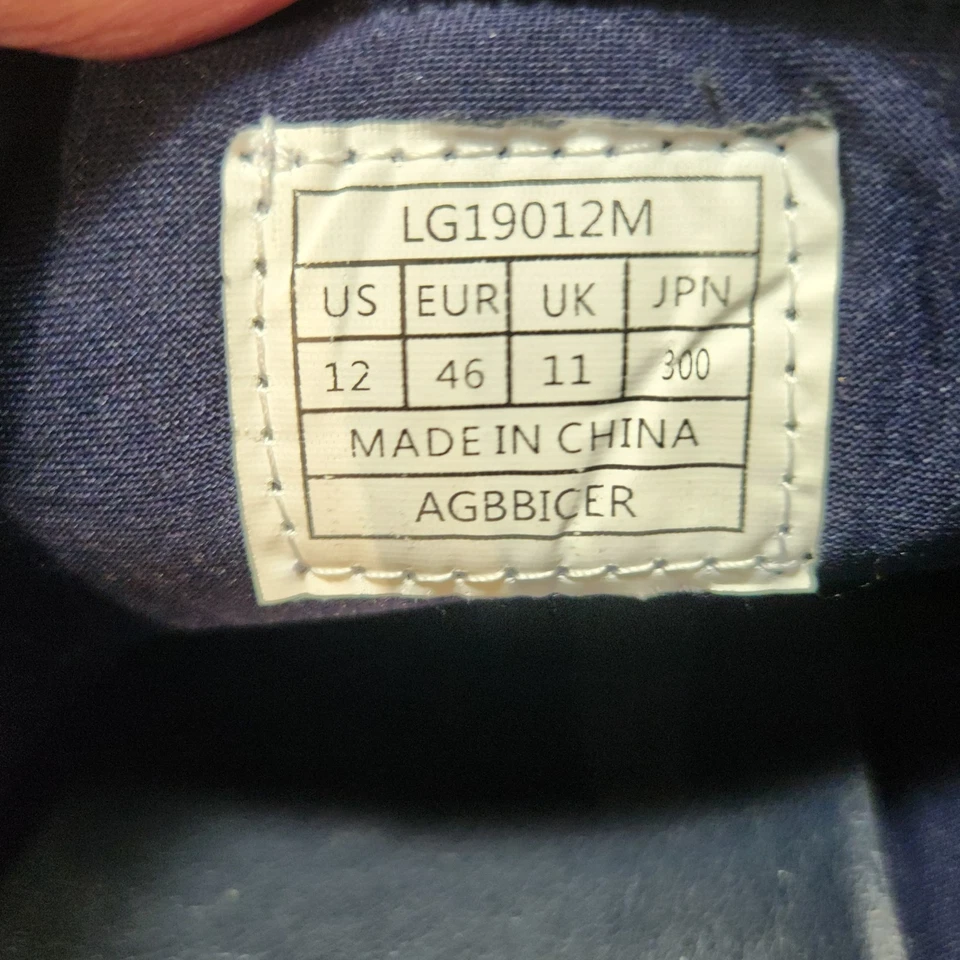 LG19012M
US EUR UK JPN
12 46 11 300
MADE IN CHINA
AGBBICER